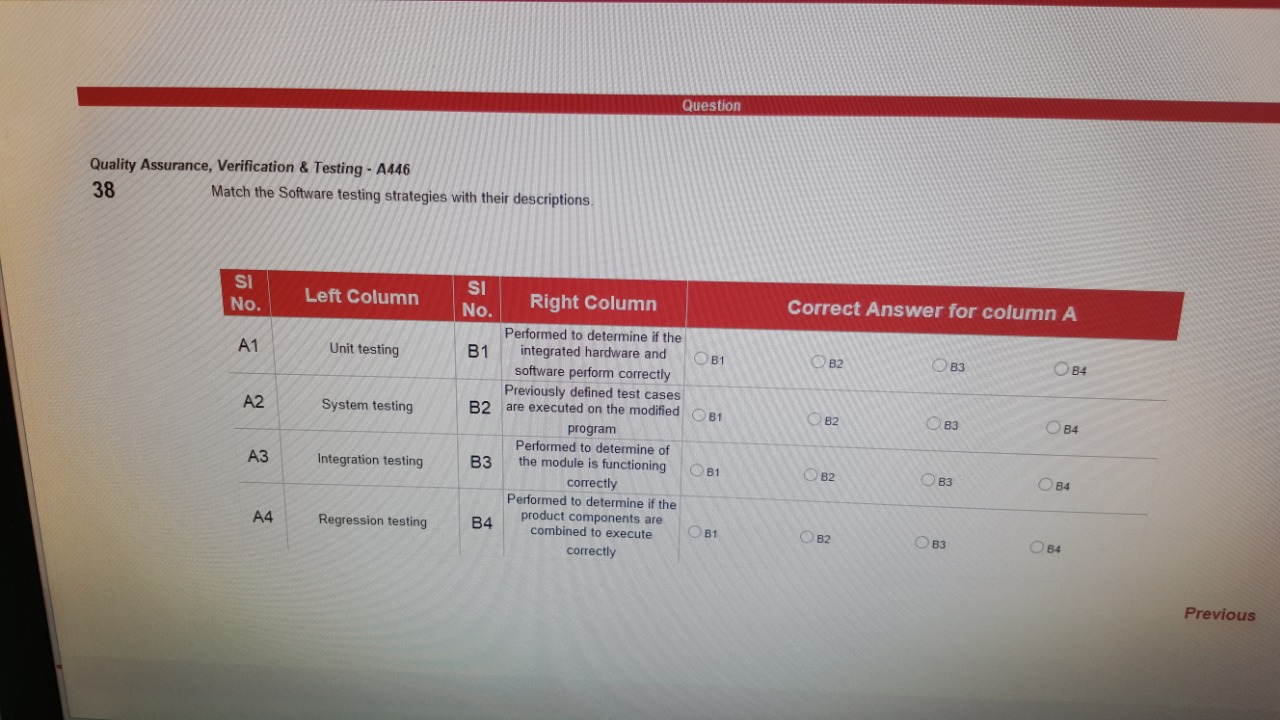 Question
Quality Assurance, Verification & Testing - A446
38 Match the Software testing strategies with their descriptions.
SI No. Left Column SI No. Right Column Correct Answer for column A
A1 Unit testing B1 Performed to determine if the integrated hardware and software perform correctly B1 B2 B3 B4
A2 System testing B2 Previously defined test cases are executed on the modified program B1 B2 B3 B4
A3 Integration testing B3 Performed to determine of the module is functioning correctly B1 B2 B3 B4
A4 Regression testing B4 Performed to determine if the product components are combined to execute correctly B1 B2 B3 B4
Previous